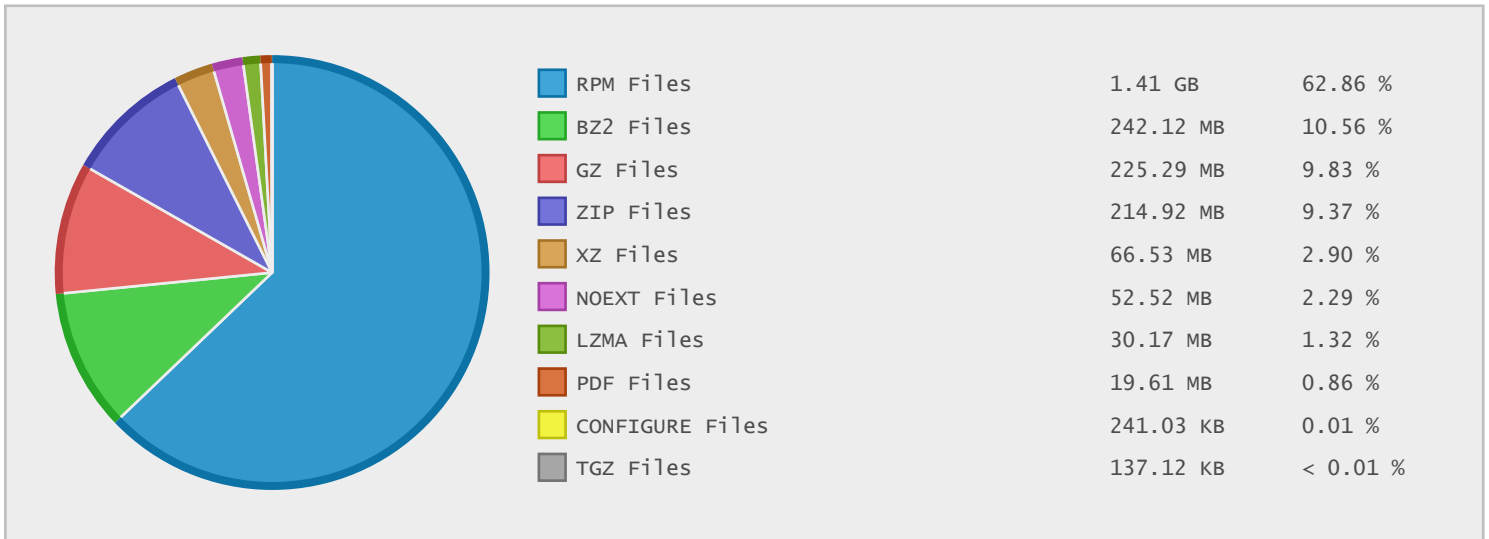 RPM Files 1.41 GB 62.86 %
BZ2 Files 242.12 MB 10.56 %
GZ Files 225.29 MB 9.83 %
ZIP Files 214.92 MB 9.37 %
XZ Files 66.53 MB 2.90 %
NOEXT Files 52.52 MB 2.29 %
LZMA Files 30.17 MB 1.32 %
PDF Files 19.61 MB 0.86 %
CONFIGURE Files 241.03 KB 0.01 %
TGZ Files 137.12 KB < 0.01 %